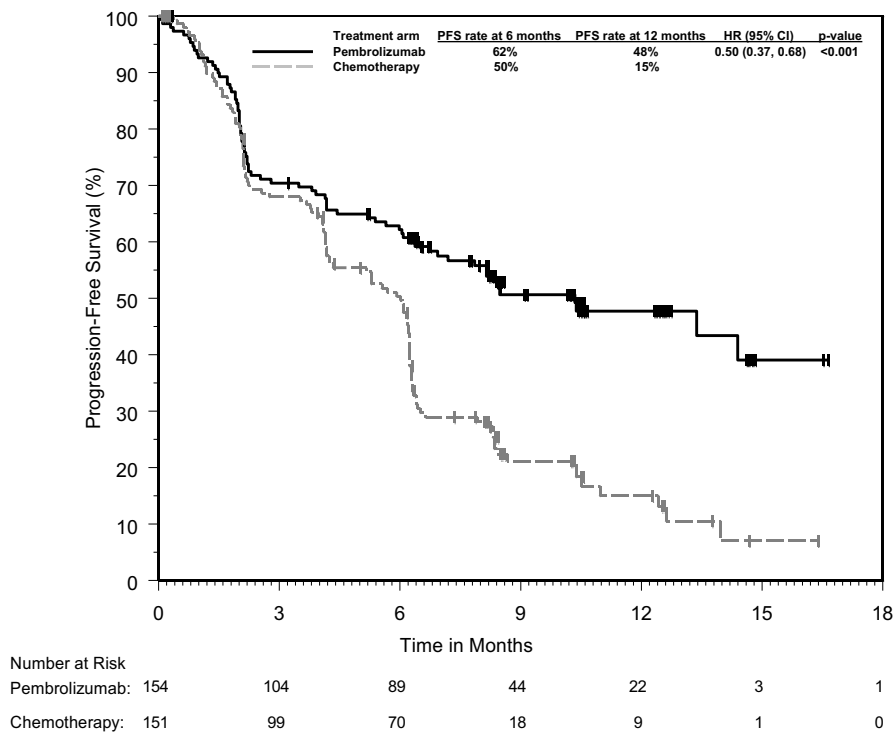 Treatment arm PFS rate at 6 months PFS rate at 12 months HR (95% CI) p-value
Pembrolizumab 62% 48% 0.50 (0.37, 0.68) <0.001
Chemotherapy 50% 15%
Progression-Free Survival (%)
100
90
80
70
60
50
40
30
20
10
0
0 3 6 9 12 15 18
Time in Months
Number at Risk
Pembrolizumab: 154 104 89 44 22 3 1
Chemotherapy: 151 99 70 18 9 1 0